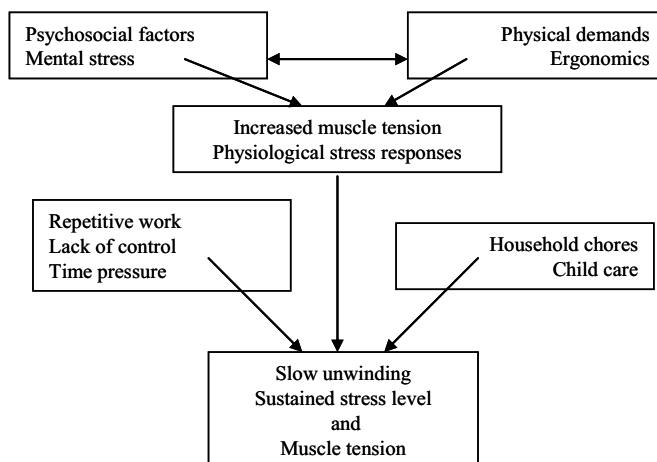 Psychosocial factors
Mental stress
Physical demands
Ergonomics
Increased muscle tension
Physiological stress responses
Repetitive work
Lack of control
Time pressure
Household chores
Child care
Slow unwinding
Sustained stress level
and
Muscle tension